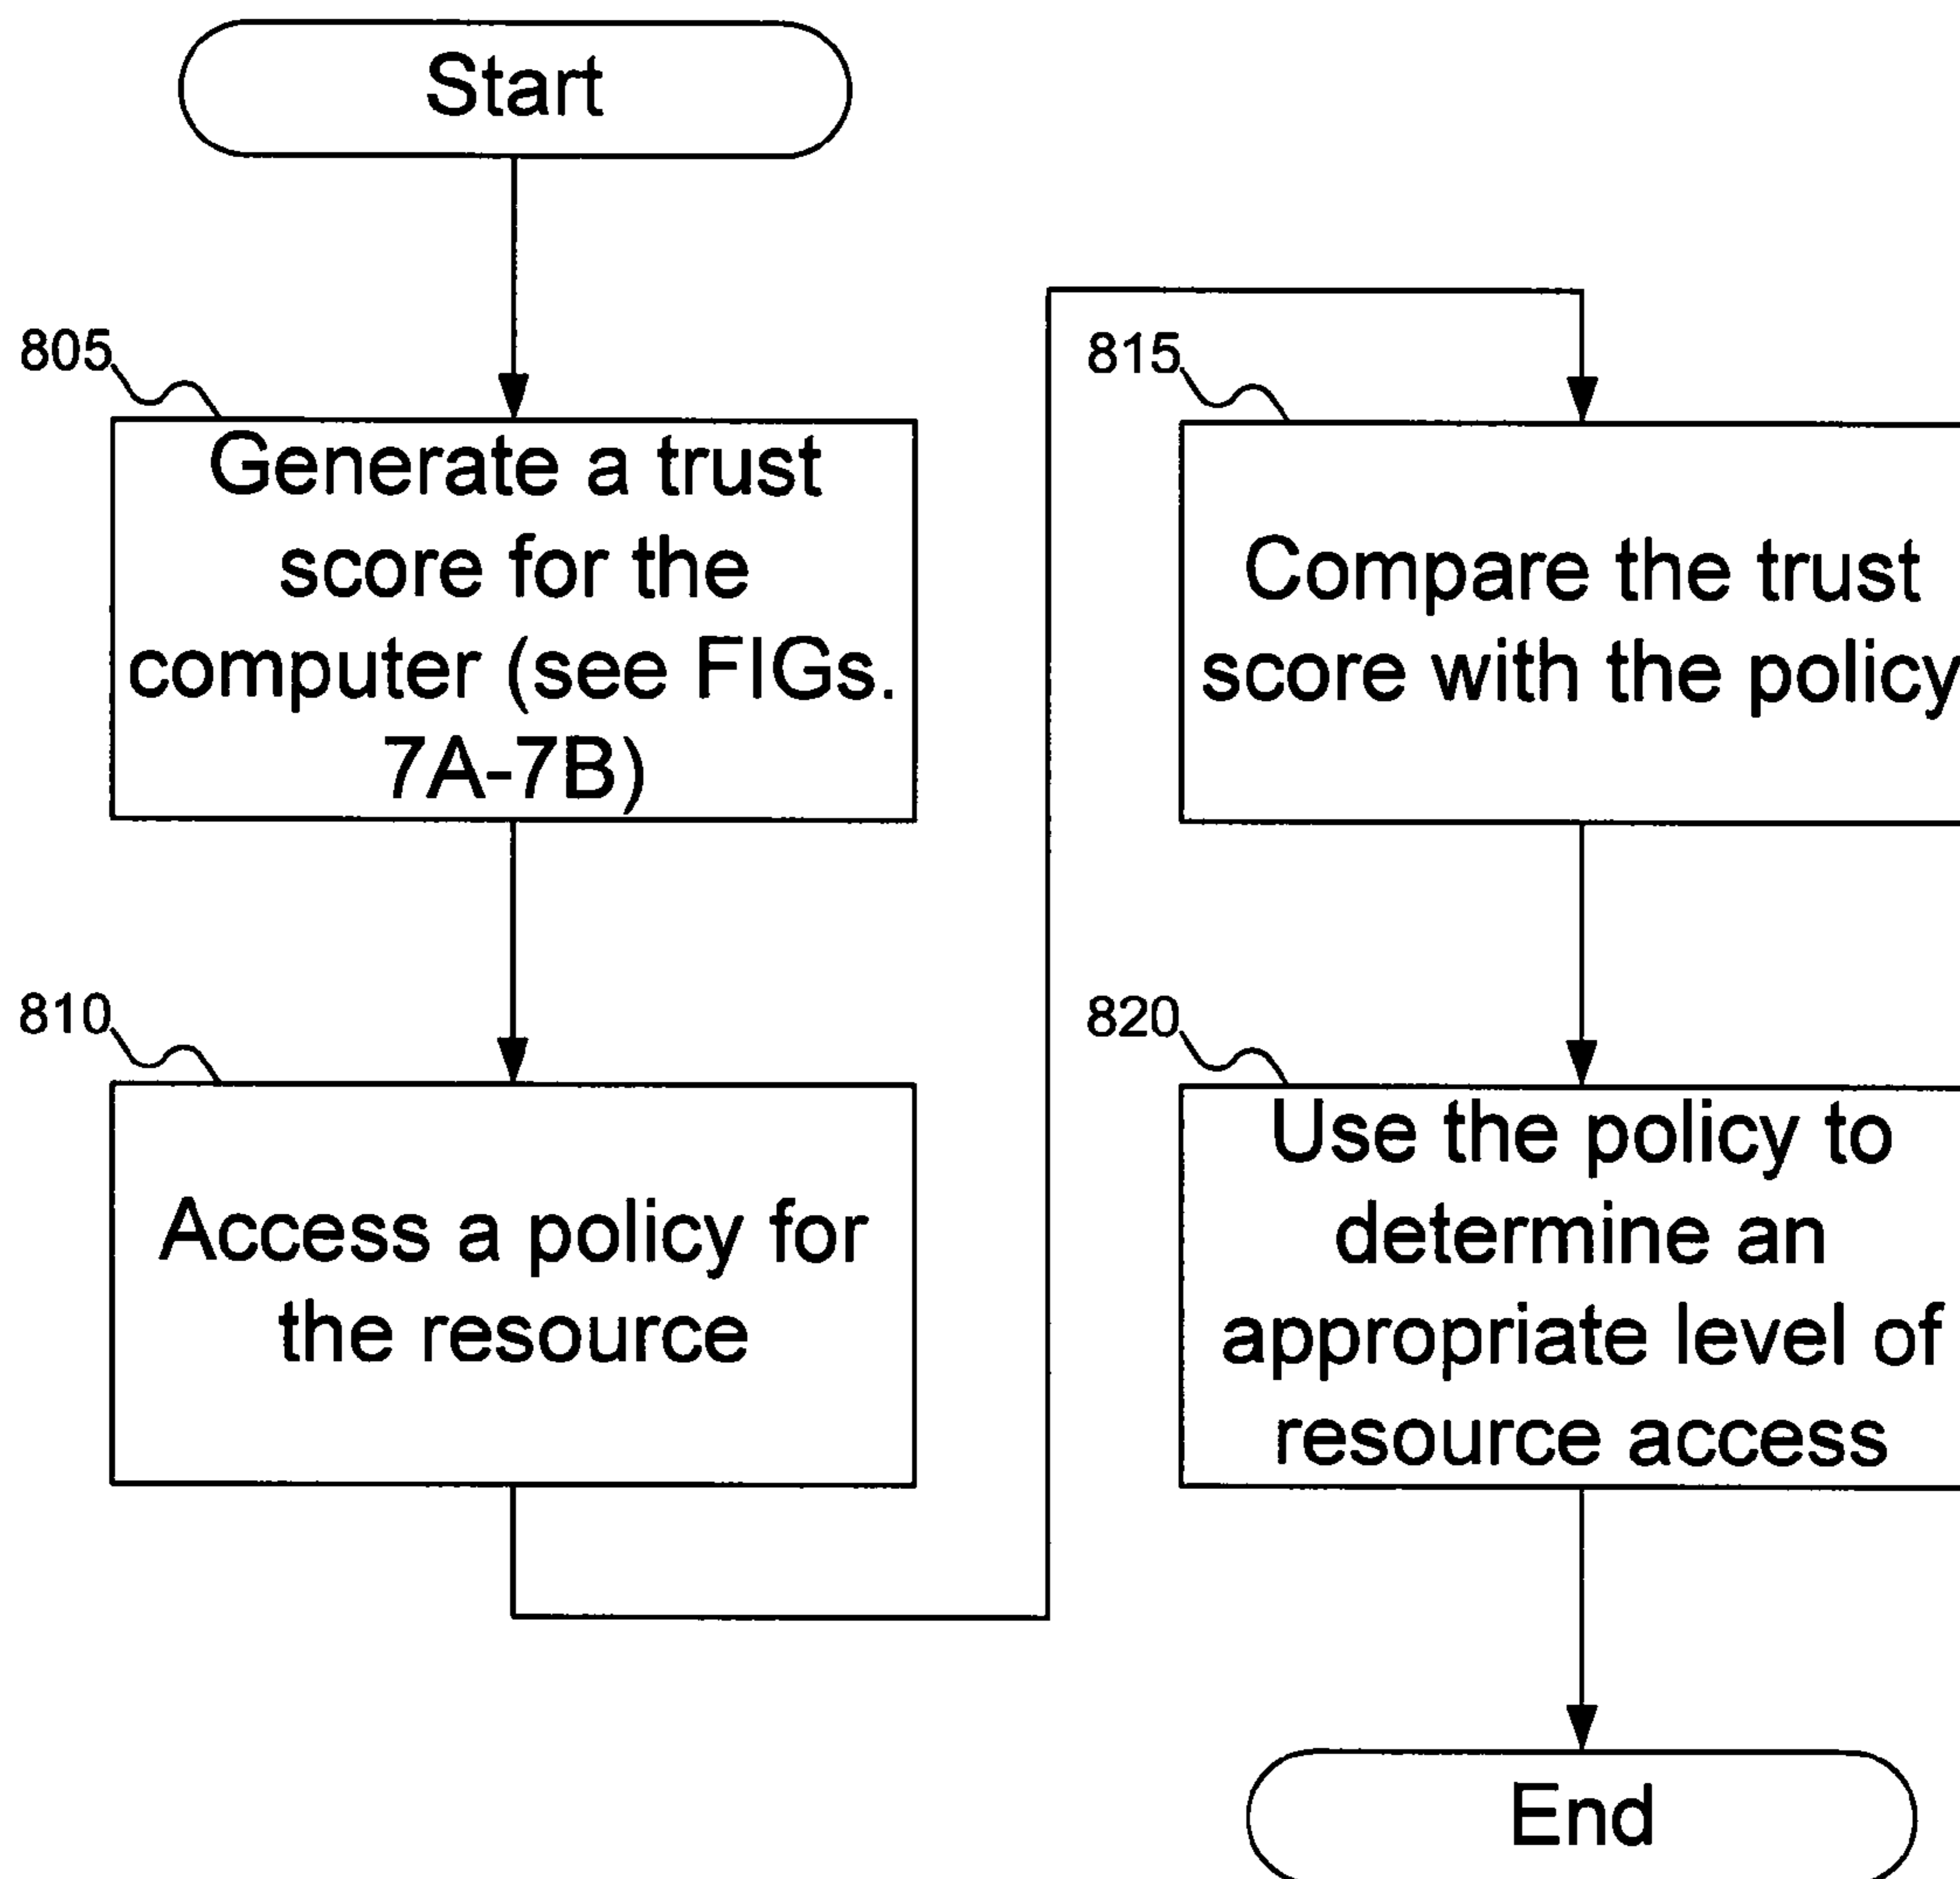 Start
805
Generate a trust
score for the
computer (see FIGs.
7A-7B)
810
Access a policy for
the resource
815
Compare the trust
score with the policy
820
Use the policy to
determine an
appropriate level of
resource access
End